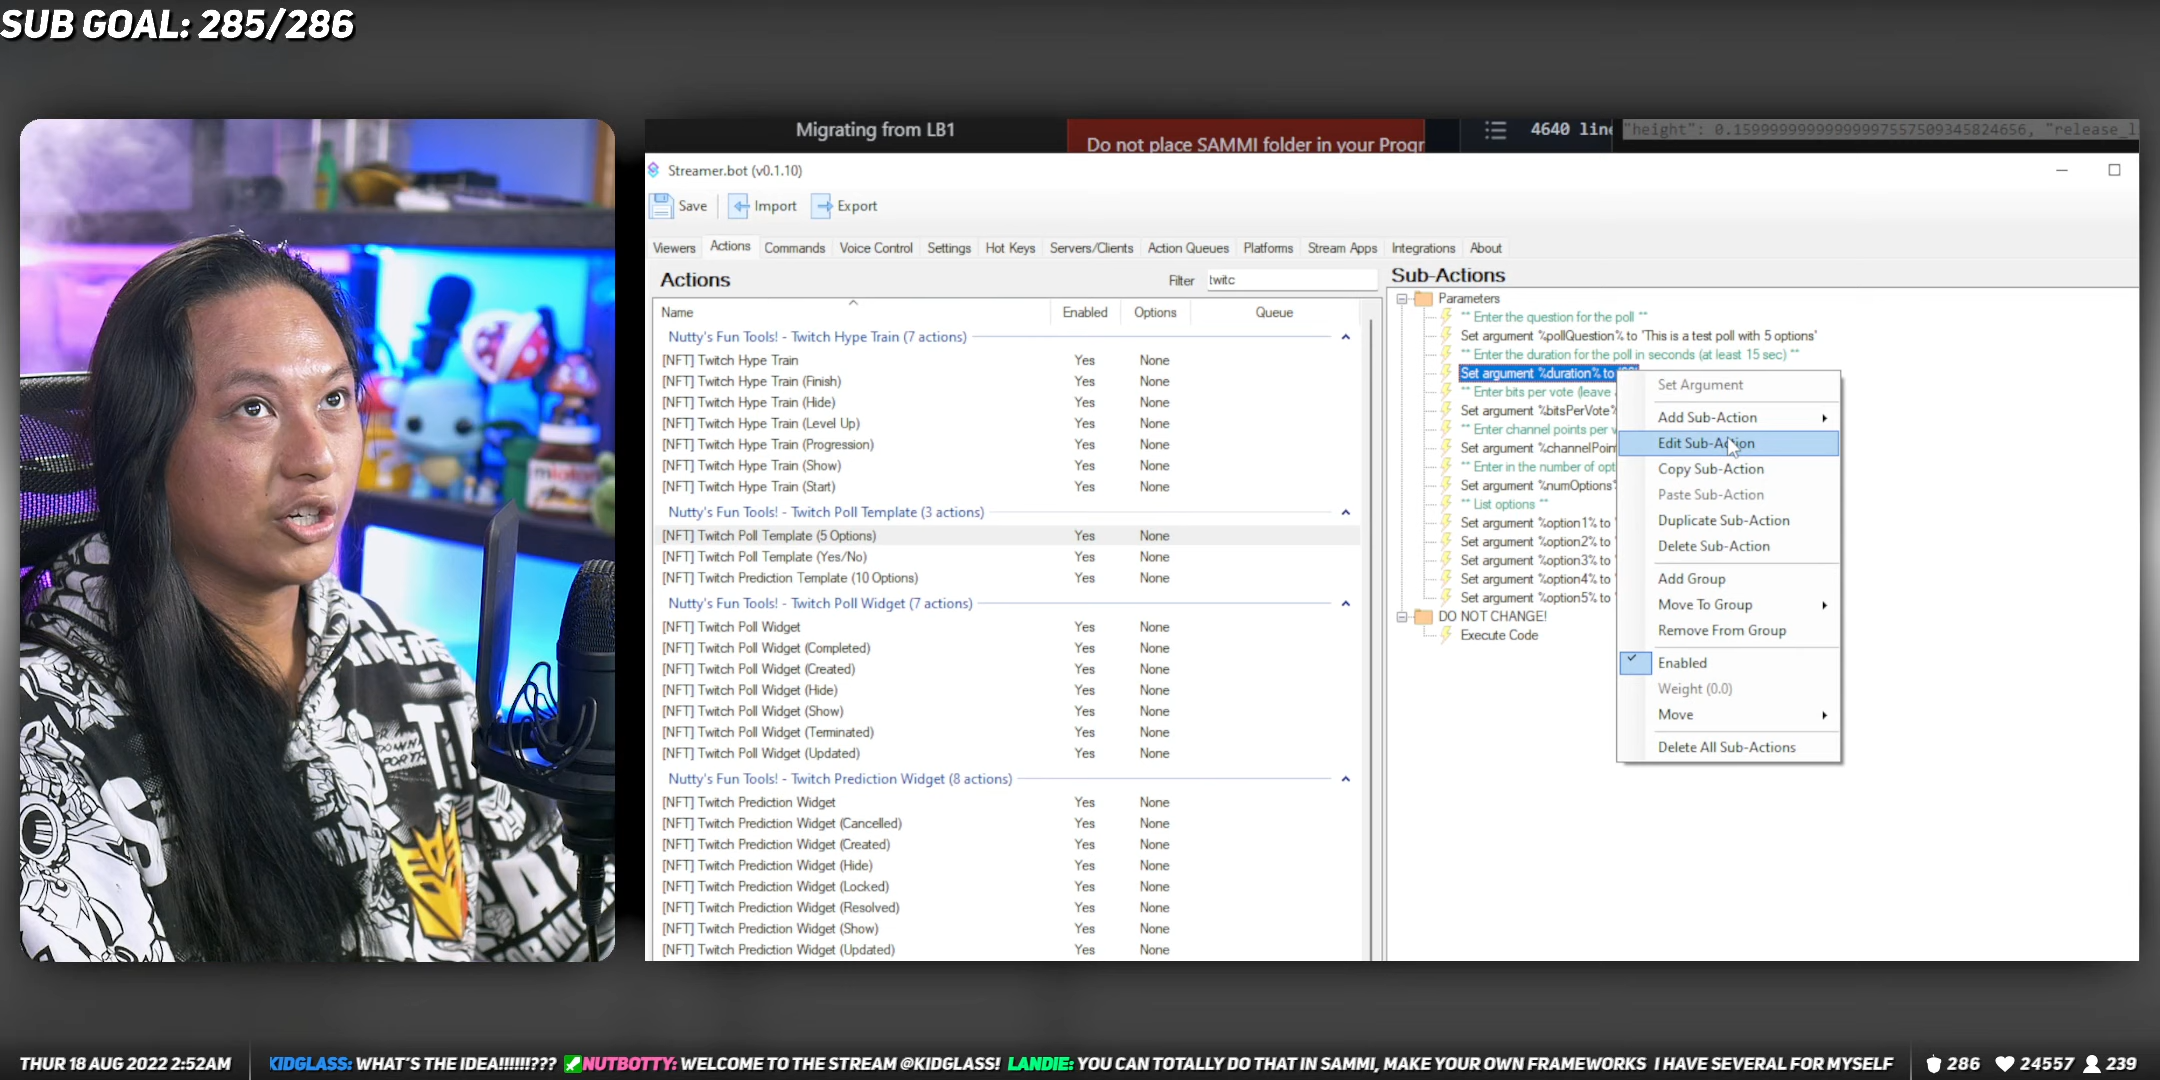 SUB GOAL: 285/286
Migrating from LB1
Do not place SAMMI folder in your Progr
4640 line
"height": 0.1599999999999999755750934582465​6, "release_l
Streamer.bot (v0.1.10)
Save
Import
Export
Viewers
Actions
Commands
Voice Control
Settings
Hot Keys
Servers/Clients
Action Queues
Platforms
Stream Apps
Integrations
About
Actions
Filter
twitc
Name Enabled Options Queue
Nutty's Fun Tools! - Twitch Hype Train (7 actions)
[NFT] Twitch Hype Train Yes None
[NFT] Twitch Hype Train (Finish) Yes None
[NFT] Twitch Hype Train (Hide) Yes None
[NFT] Twitch Hype Train (Level Up) Yes None
[NFT] Twitch Hype Train (Progression) Yes None
[NFT] Twitch Hype Train (Show) Yes None
[NFT] Twitch Hype Train (Start) Yes None
Nutty's Fun Tools! - Twitch Poll Template (3 actions)
[NFT] Twitch Poll Template (5 Options) Yes None
[NFT] Twitch Poll Template (Yes/No) Yes None
[NFT] Twitch Prediction Template (10 Options) Yes None
Nutty's Fun Tools! - Twitch Poll Widget (7 actions)
[NFT] Twitch Poll Widget Yes None
[NFT] Twitch Poll Widget (Completed) Yes None
[NFT] Twitch Poll Widget (Created) Yes None
[NFT] Twitch Poll Widget (Hide) Yes None
[NFT] Twitch Poll Widget (Show) Yes None
[NFT] Twitch Poll Widget (Terminated) Yes None
[NFT] Twitch Poll Widget (Updated) Yes None
Nutty's Fun Tools! - Twitch Prediction Widget (8 actions)
[NFT] Twitch Prediction Widget Yes None
[NFT] Twitch Prediction Widget (Cancelled) Yes None
[NFT] Twitch Prediction Widget (Created) Yes None
[NFT] Twitch Prediction Widget (Hide) Yes None
[NFT] Twitch Prediction Widget (Locked) Yes None
[NFT] Twitch Prediction Widget (Resolved) Yes None
[NFT] Twitch Prediction Widget (Show) Yes None
[NFT] Twitch Prediction Widget (Updated) Yes None
Sub-Actions
Parameters
** Enter the question for the poll **
Set argument %pollQuestion% to 'This is a test poll with 5 options'
** Enter the duration for the poll in seconds (at least 15 sec) **
Set argument %duration% to
** Enter bits per vote (leave
Set argument %bitsPerVote%
** Enter channel points per v
Set argument %channelPoin
** Enter in the number of opt
Set argument %numOptions%
** List options **
Set argument %option1% to '
Set argument %option2% to '
Set argument %option3% to '
Set argument %option4% to '
Set argument %option5% to '
DO NOT CHANGE!
Execute Code
Set Argument
Add Sub-Action
Edit Sub-Action
Copy Sub-Action
Paste Sub-Action
Duplicate Sub-Action
Delete Sub-Action
Add Group
Move To Group
Remove From Group
Enabled
Weight (0.0)
Move
Delete All Sub-Actions
THUR 18 AUG 2022 2:52AM
KIDGLASS: WHAT'S THE IDEA!!!!!!??? NUTBOTTY: WELCOME TO THE STREAM @KIDGLASS! LANDIE: YOU CAN TOTALLY DO THAT IN SAMMI, MAKE YOUR OWN FRAMEWORKS I HAVE SEVERAL FOR MYSELF
286 24557 239